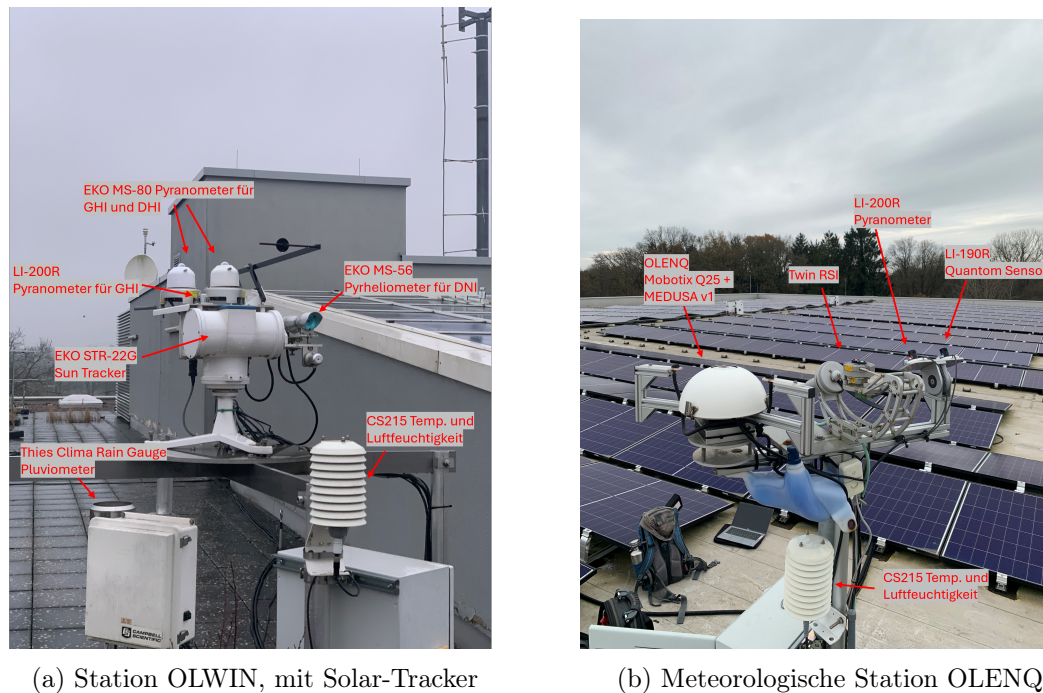 EKO MS-80 Pyranometer für
GHI und DHI
LI-200R
Pyranometer für GHI
EKO MS-56
Pyrheliometer für DNI
EKO STR-22G
Sun Tracker
CS215 Temp. und
Luftfeuchtigkeit
Thies Clima Rain Gauge
Pluviometer
CAMPBELL
SCIENTIFIC
(a) Station OLWIN, mit Solar-Tracker
LI-200R
Pyranometer
LI-190R
Quantom Senso
OLENQ
Mobotix Q25 +
MEDUSA v1
Twin RSI
CS215 Temp. und
Luftfeuchtigkeit
(b) Meteorologische Station OLENQ